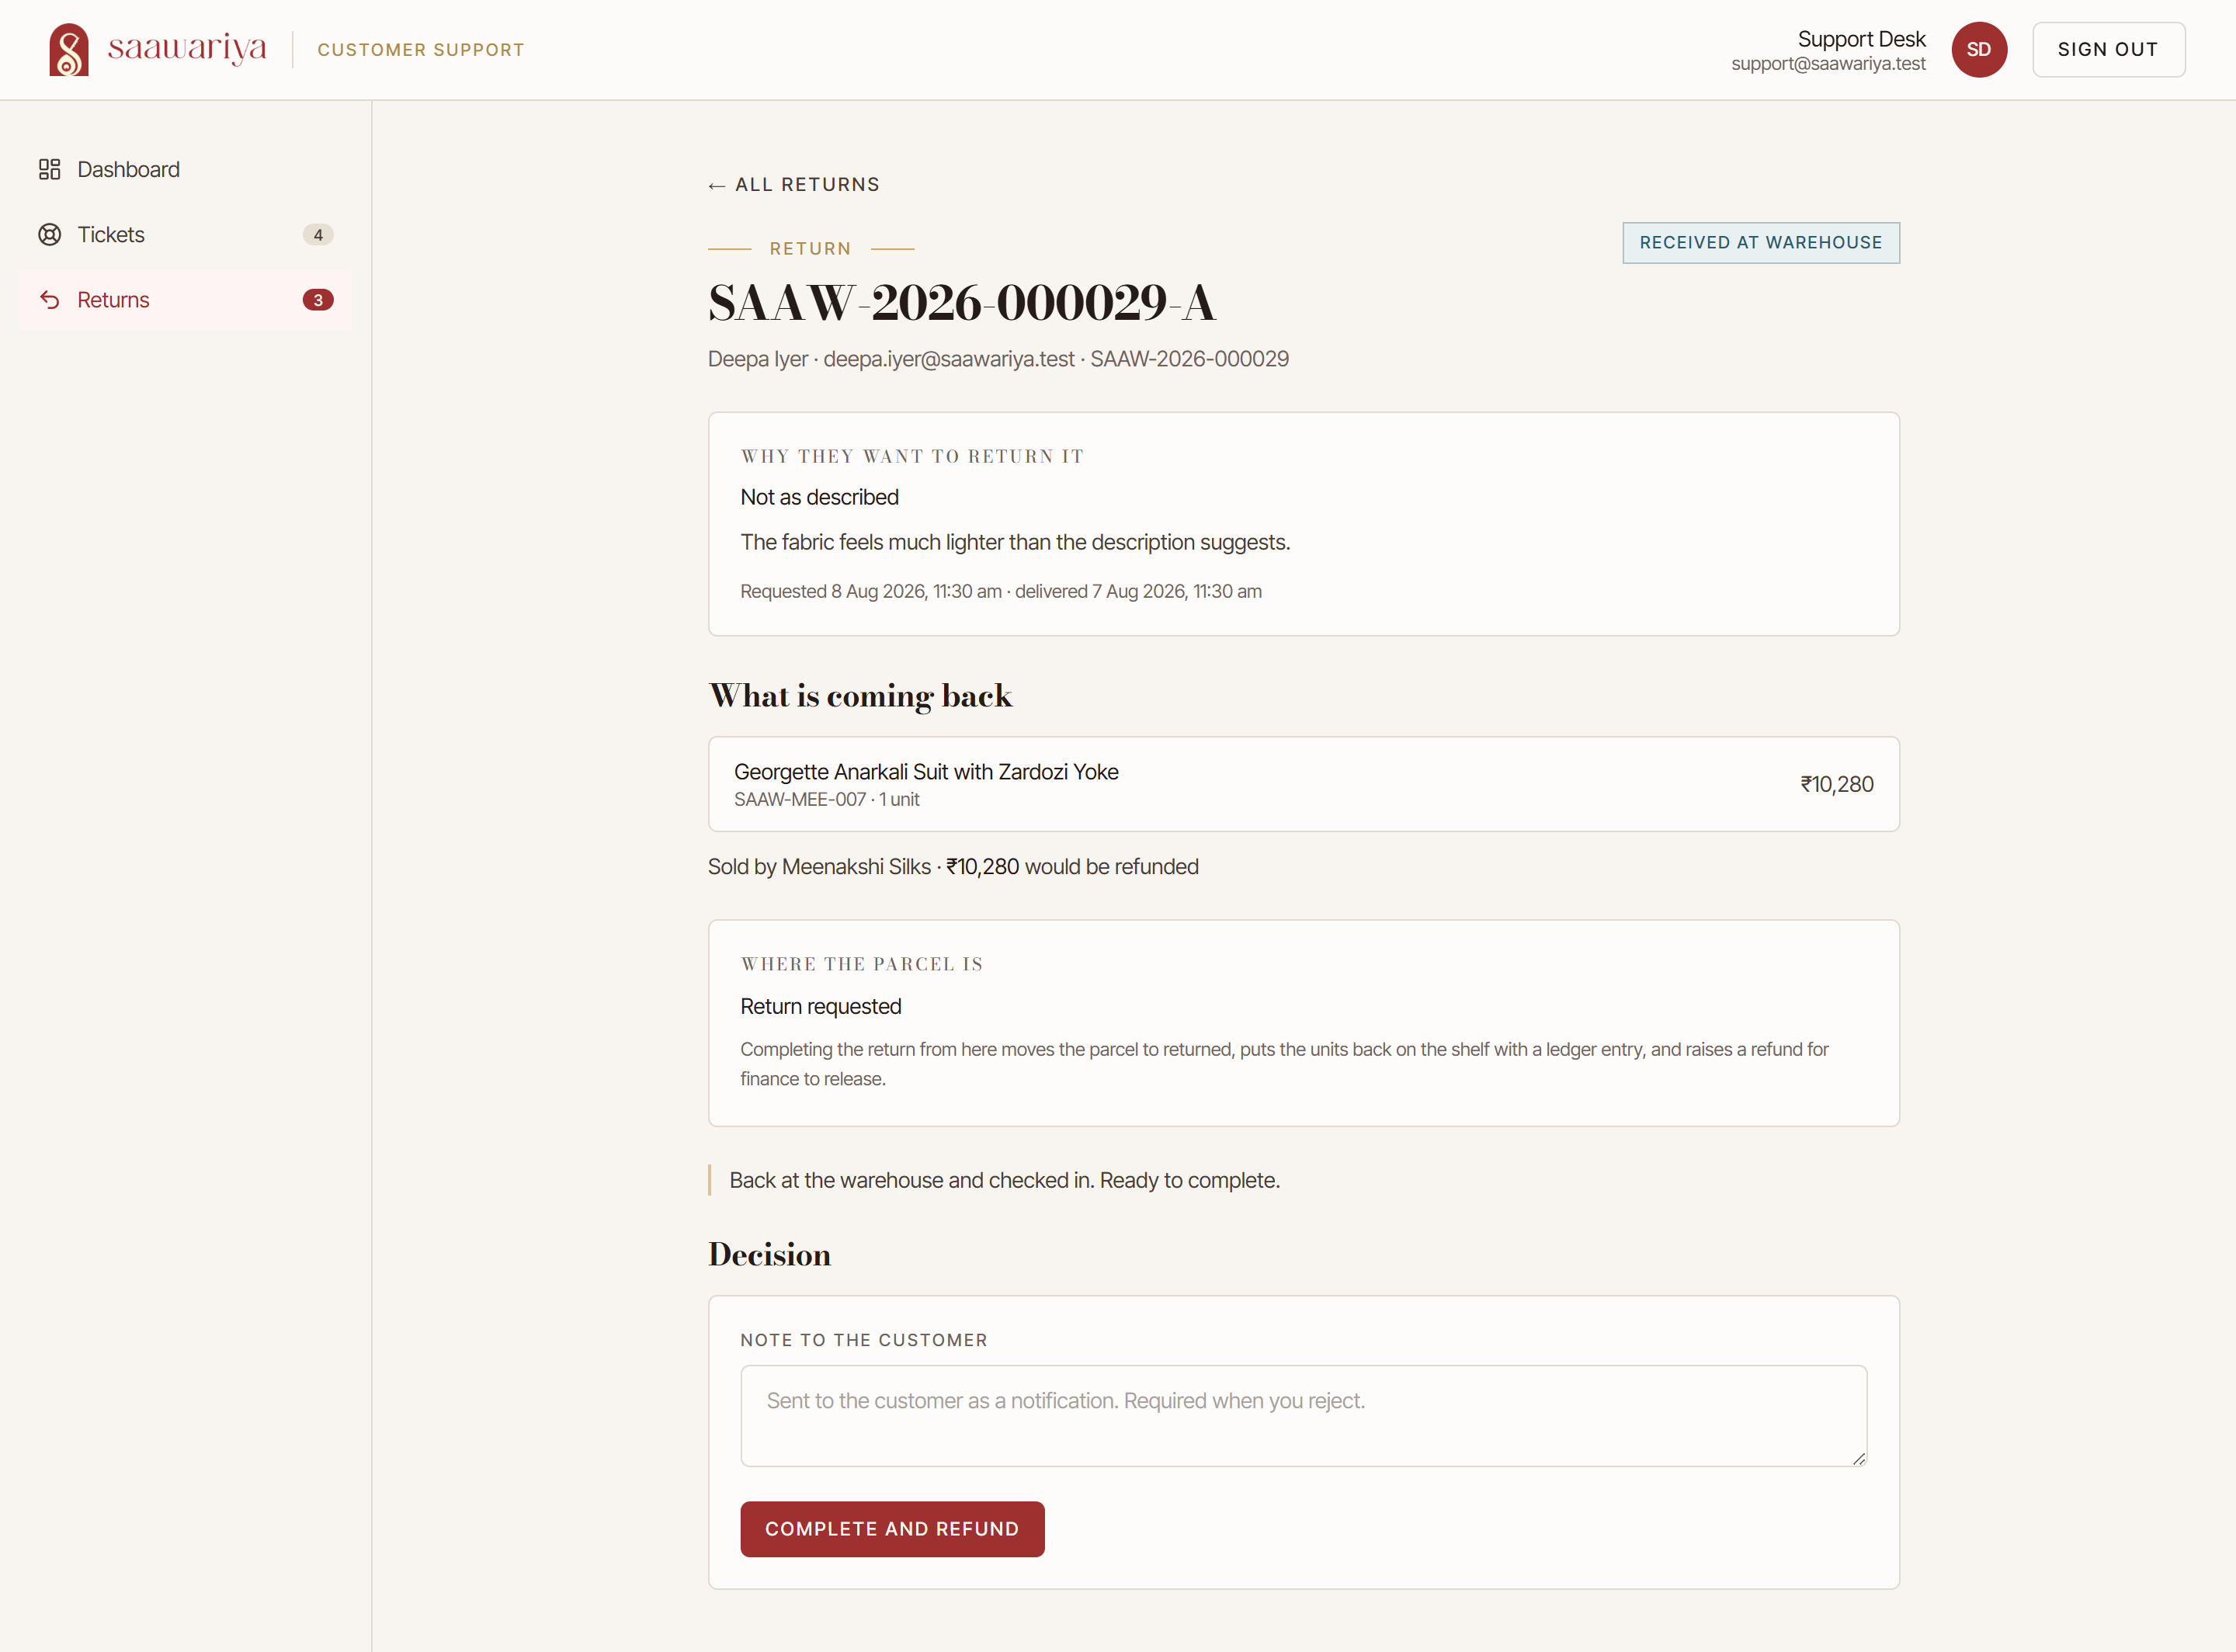 saawariya
CUSTOMER SUPPORT
Support Desk
support@saawariya.test
SD
SIGN OUT
Dashboard
Tickets 4
Returns 3
← ALL RETURNS
RETURN
RECEIVED AT WAREHOUSE
SAAW-2026-000029-A
Deepa Iyer · deepa.iyer@saawariya.test · SAAW-2026-000029
WHY THEY WANT TO RETURN IT
Not as described
The fabric feels much lighter than the description suggests.
Requested 8 Aug 2026, 11:30 am · delivered 7 Aug 2026, 11:30 am
What is coming back
Georgette Anarkali Suit with Zardozi Yoke
SAAW-MEE-007 · 1 unit
₹10,280
Sold by Meenakshi Silks · ₹10,280 would be refunded
WHERE THE PARCEL IS
Return requested
Completing the return from here moves the parcel to returned, puts the units back on the shelf with a ledger entry, and raises a refund for
finance to release.
Back at the warehouse and checked in. Ready to complete.
Decision
NOTE TO THE CUSTOMER
Sent to the customer as a notification. Required when you reject.
COMPLETE AND REFUND